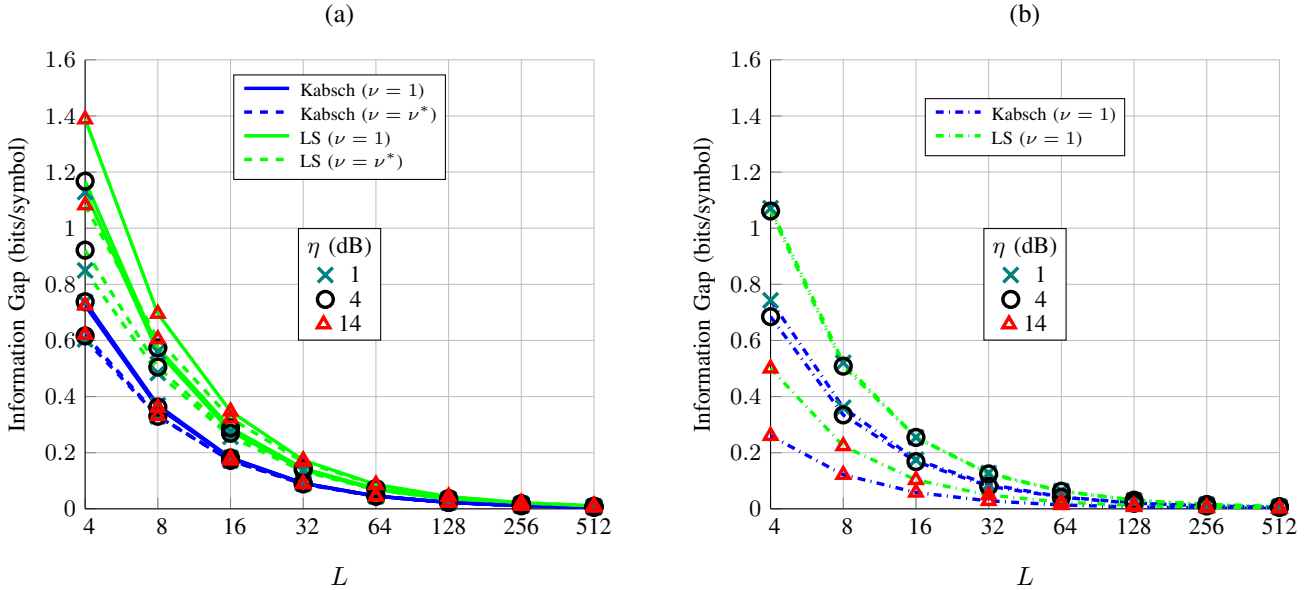 (a)
Information Gap (bits/symbol)
1.6
1.4
1.2
1
0.8
0.6
0.4
0.2
0
4 8 16 32 64 128 256 512
L
Kabsch (ν = 1)
Kabsch (ν = ν*)
LS (ν = 1)
LS (ν = ν*)
η (dB)
1
4
14
(b)
Information Gap (bits/symbol)
1.6
1.4
1.2
1
0.8
0.6
0.4
0.2
0
4 8 16 32 64 128 256 512
L
Kabsch (ν = 1)
LS (ν = 1)
η (dB)
1
4
14